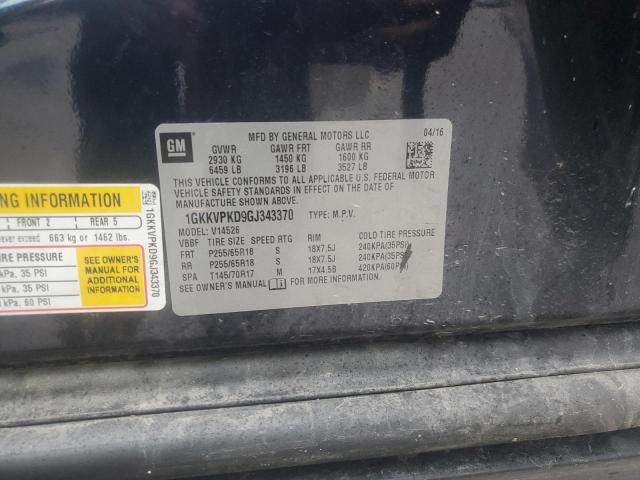 GM
MFD BY GENERAL MOTORS LLC 04/16
GVWR GAWR FRT GAWR RR
2930 KG 1450 KG 1600 KG
6459 LB 3196 LB 3527 LB
THIS VEHICLE CONFORMS TO ALL APPLICABLE U.S. FEDERAL MOTOR
VEHICLE SAFETY STANDARDS IN EFFECT ON THE DATE OF
MANUFACTURE SHOWN ABOVE.
1GKKVPKD9GJ343370 TYPE: M.P.V.
MODEL: V14526
VBBF TIRE SIZE SPEED RTG RIM COLD TIRE PRESSURE
FRT P255/65R18 S 18X7.5J 240KPA(35PSI)
RR P255/65R18 S 18X7.5J 240KPA(35PSI)
SPA T145/70R17 M 17X4.5B 420KPA(60PSI)
SEE OWNER'S MANUAL FOR MORE INFORMATION.
NG INFORMATION
FRONT 2 REAR 5
never exceed 663 kg or 1462 lbs.
RE PRESSURE
kPa, 35 PSI
kPa, 35 PSI
kPa, 60 PSI
SEE OWNER'S
MANUAL FOR
ADDITIONAL
INFORMATION
1GKKVPKD9GJ343370